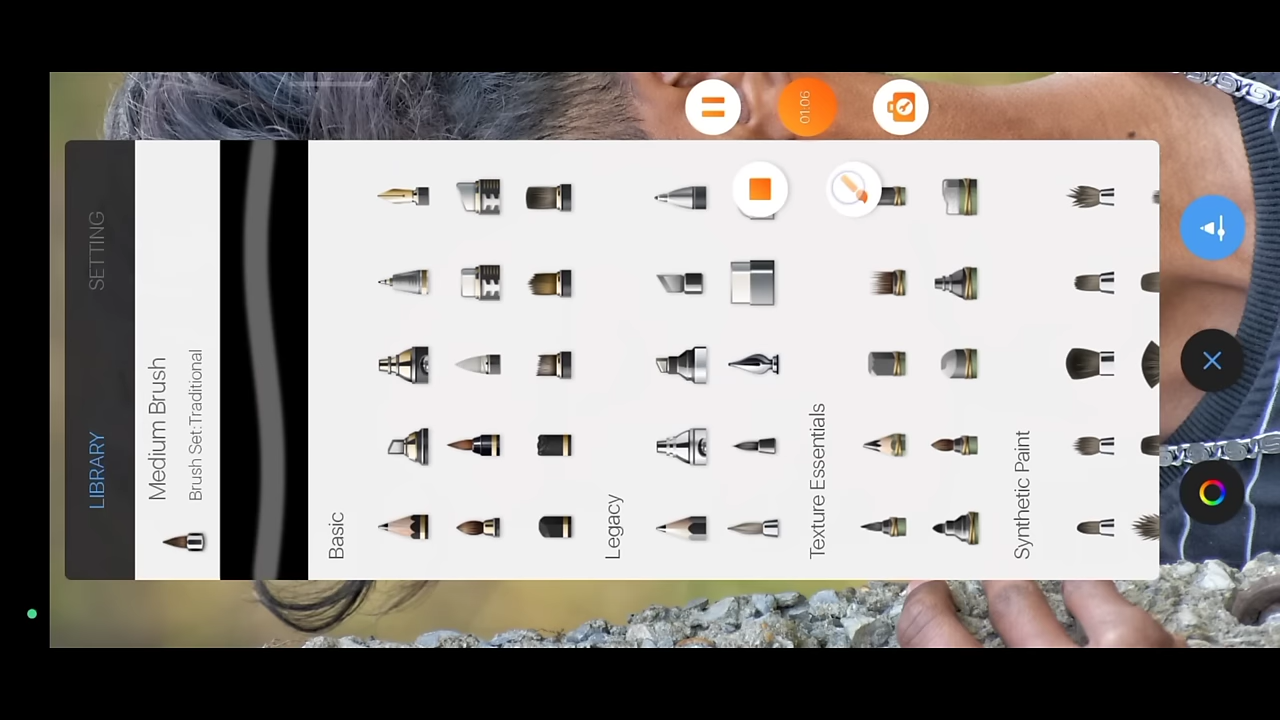 LIBRARY SETTING
Medium Brush
Brush Set:Traditional
Basic
Legacy
Texture Essentials
Synthetic Paint
01:06